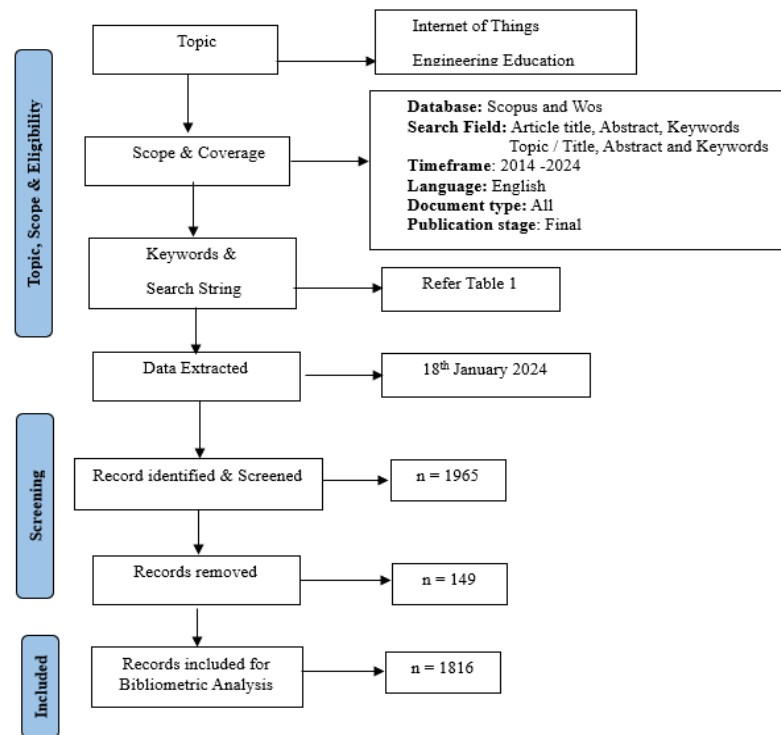 Topic, Scope & Eligibility
Topic
Internet of Things
Engineering Education
Scope & Coverage
Database: Scopus and Wos
Search Field: Article title, Abstract, Keywords
Topic / Title, Abstract and Keywords
Timeframe: 2014 -2024
Language: English
Document type: All
Publication stage: Final
Keywords &
Search String
Refer Table 1
Data Extracted
18th January 2024
Screening
Record identified & Screened
n = 1965
Records removed
n = 149
Included
Records included for
Bibliometric Analysis
n = 1816